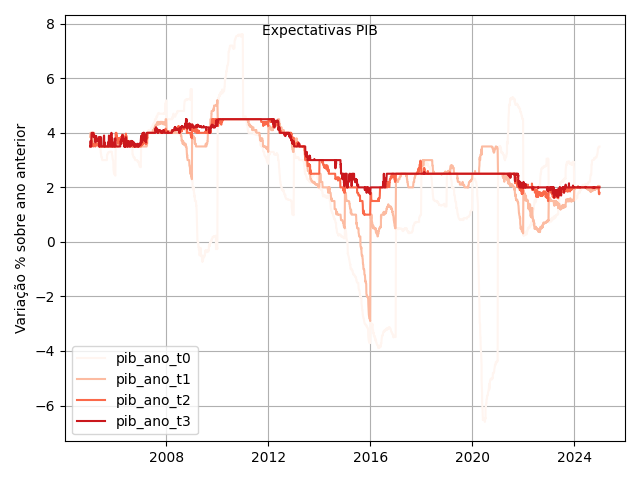 Expectativas PIB
Variação % sobre ano anterior
8
6
4
2
0
−2
−4
−6
2008
2012
2016
2020
2024
pib_ano_t0
pib_ano_t1
pib_ano_t2
pib_ano_t3